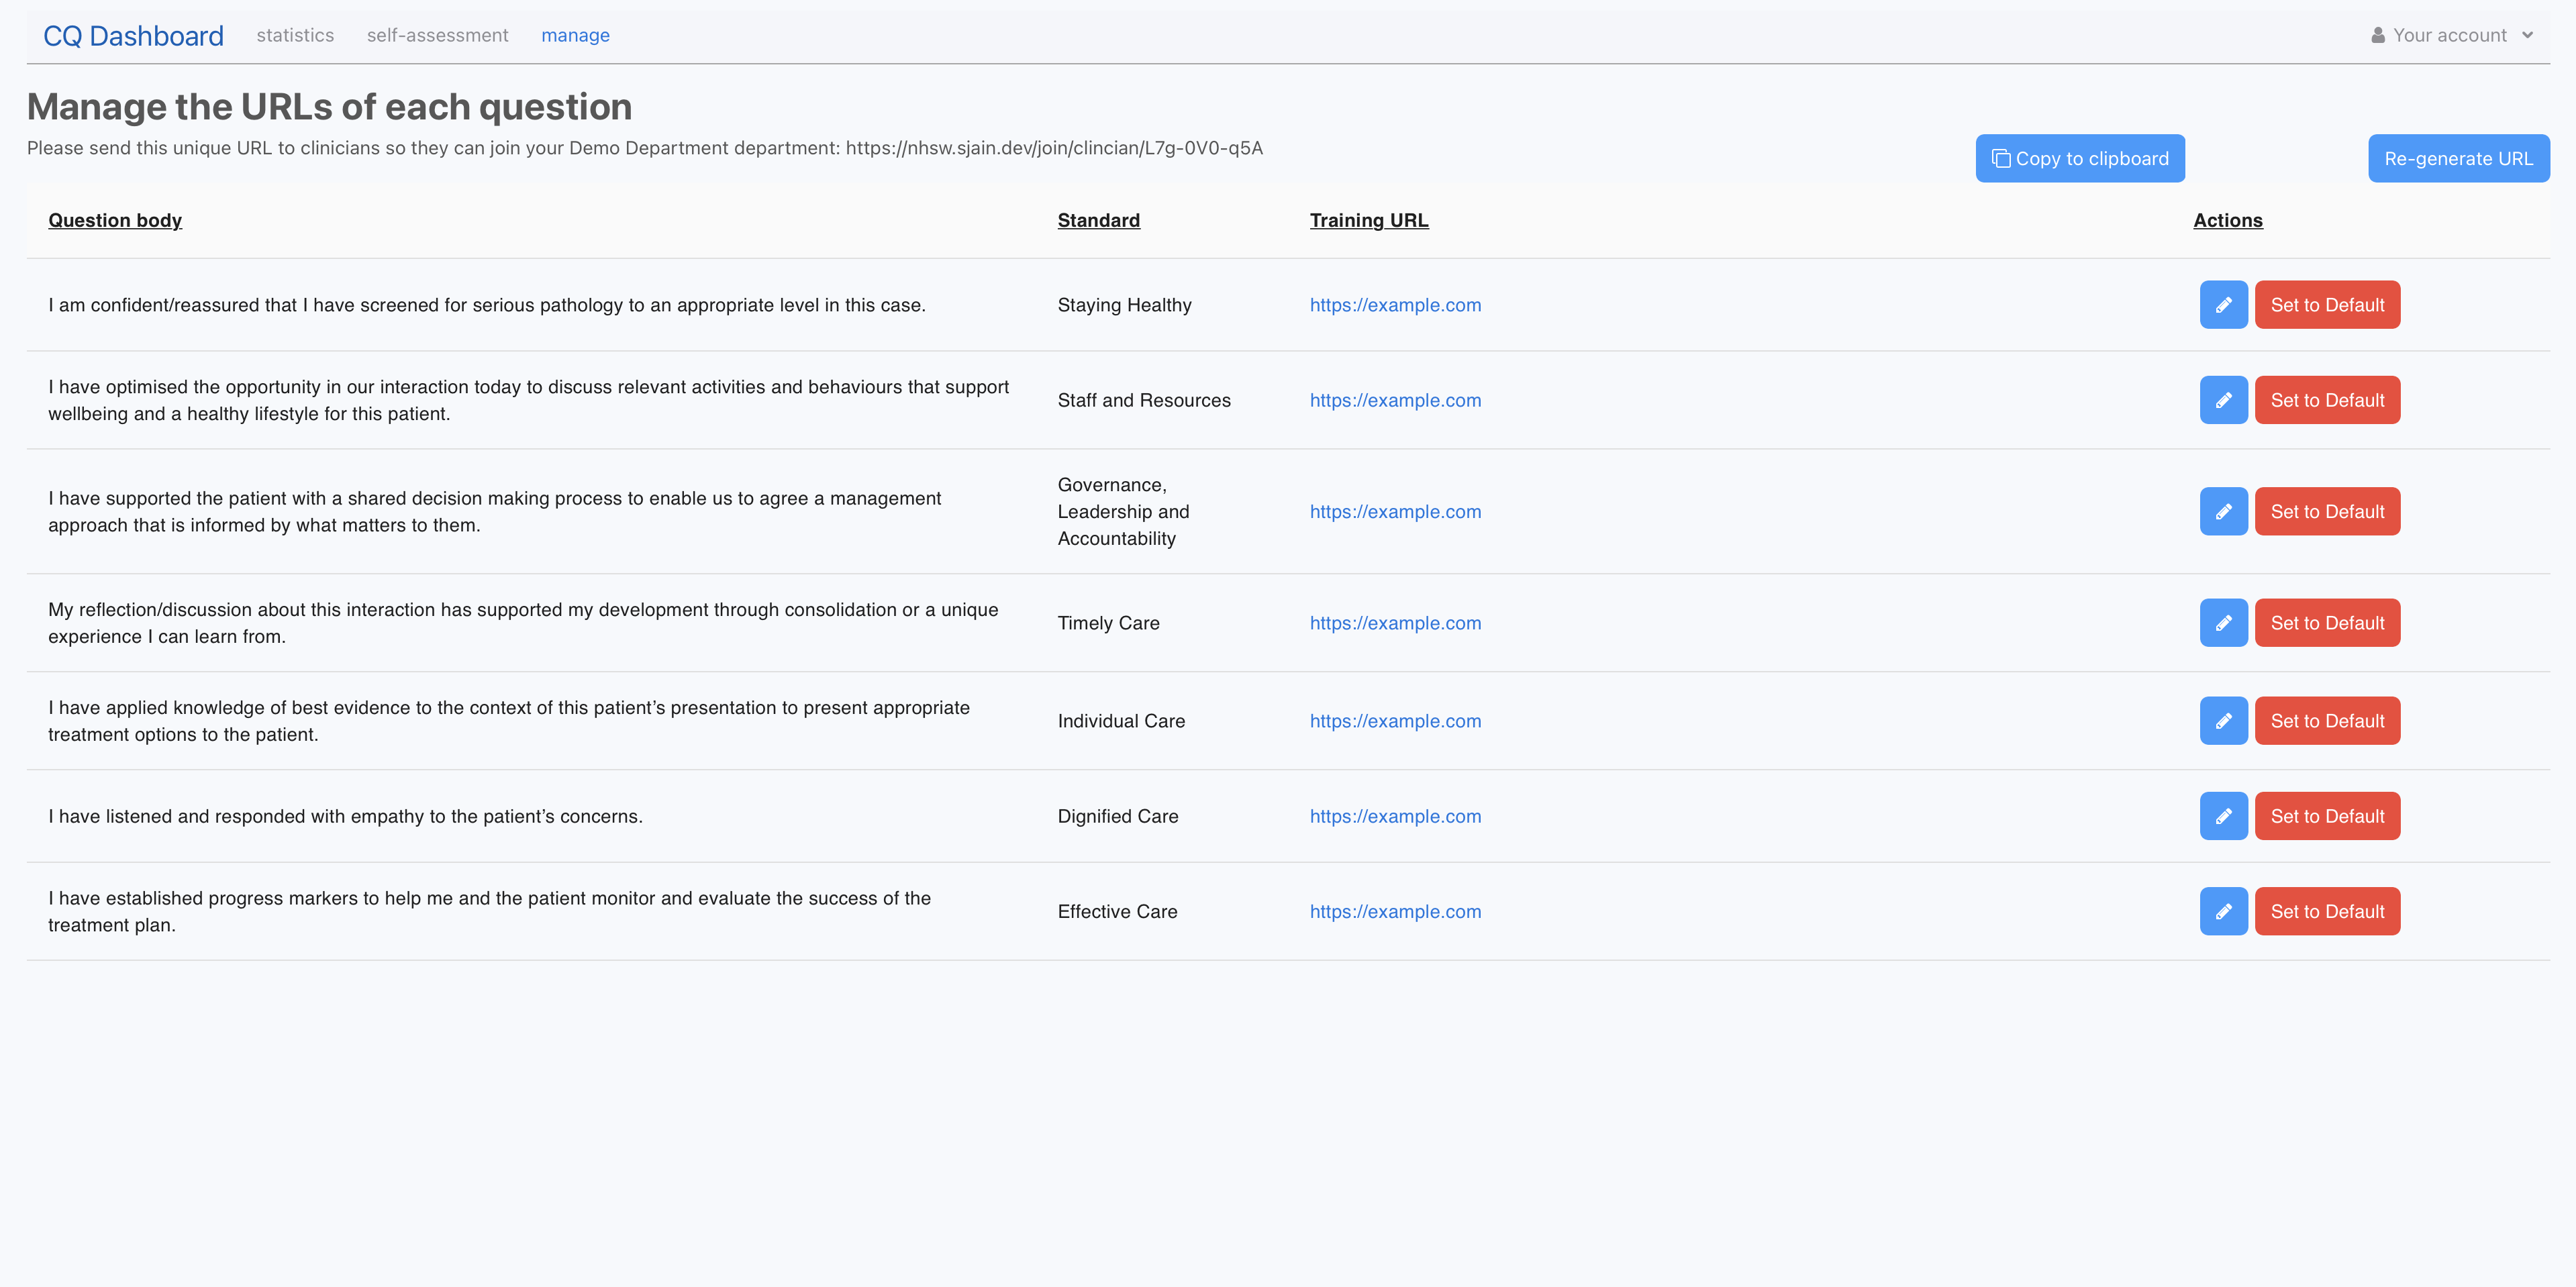 CQ Dashboard statistics self-assessment manage Your account
Manage the URLs of each question
Please send this unique URL to clinicians so they can join your Demo Department department: https://nhsw.sjain.dev/join/clincian/L7g-0V0-q5A
Copy to clipboard
Re-generate URL
Question body Standard Training URL Actions
I am confident/reassured that I have screened for serious pathology to an appropriate level in this case.
Staying Healthy
https://example.com
Set to Default
I have optimised the opportunity in our interaction today to discuss relevant activities and behaviours that support
wellbeing and a healthy lifestyle for this patient.
Staff and Resources
https://example.com
Set to Default
I have supported the patient with a shared decision making process to enable us to agree a management
approach that is informed by what matters to them.
Governance,
Leadership and
Accountability
https://example.com
Set to Default
My reflection/discussion about this interaction has supported my development through consolidation or a unique
experience I can learn from.
Timely Care
https://example.com
Set to Default
I have applied knowledge of best evidence to the context of this patient’s presentation to present appropriate
treatment options to the patient.
Individual Care
https://example.com
Set to Default
I have listened and responded with empathy to the patient’s concerns.
Dignified Care
https://example.com
Set to Default
I have established progress markers to help me and the patient monitor and evaluate the success of the
treatment plan.
Effective Care
https://example.com
Set to Default